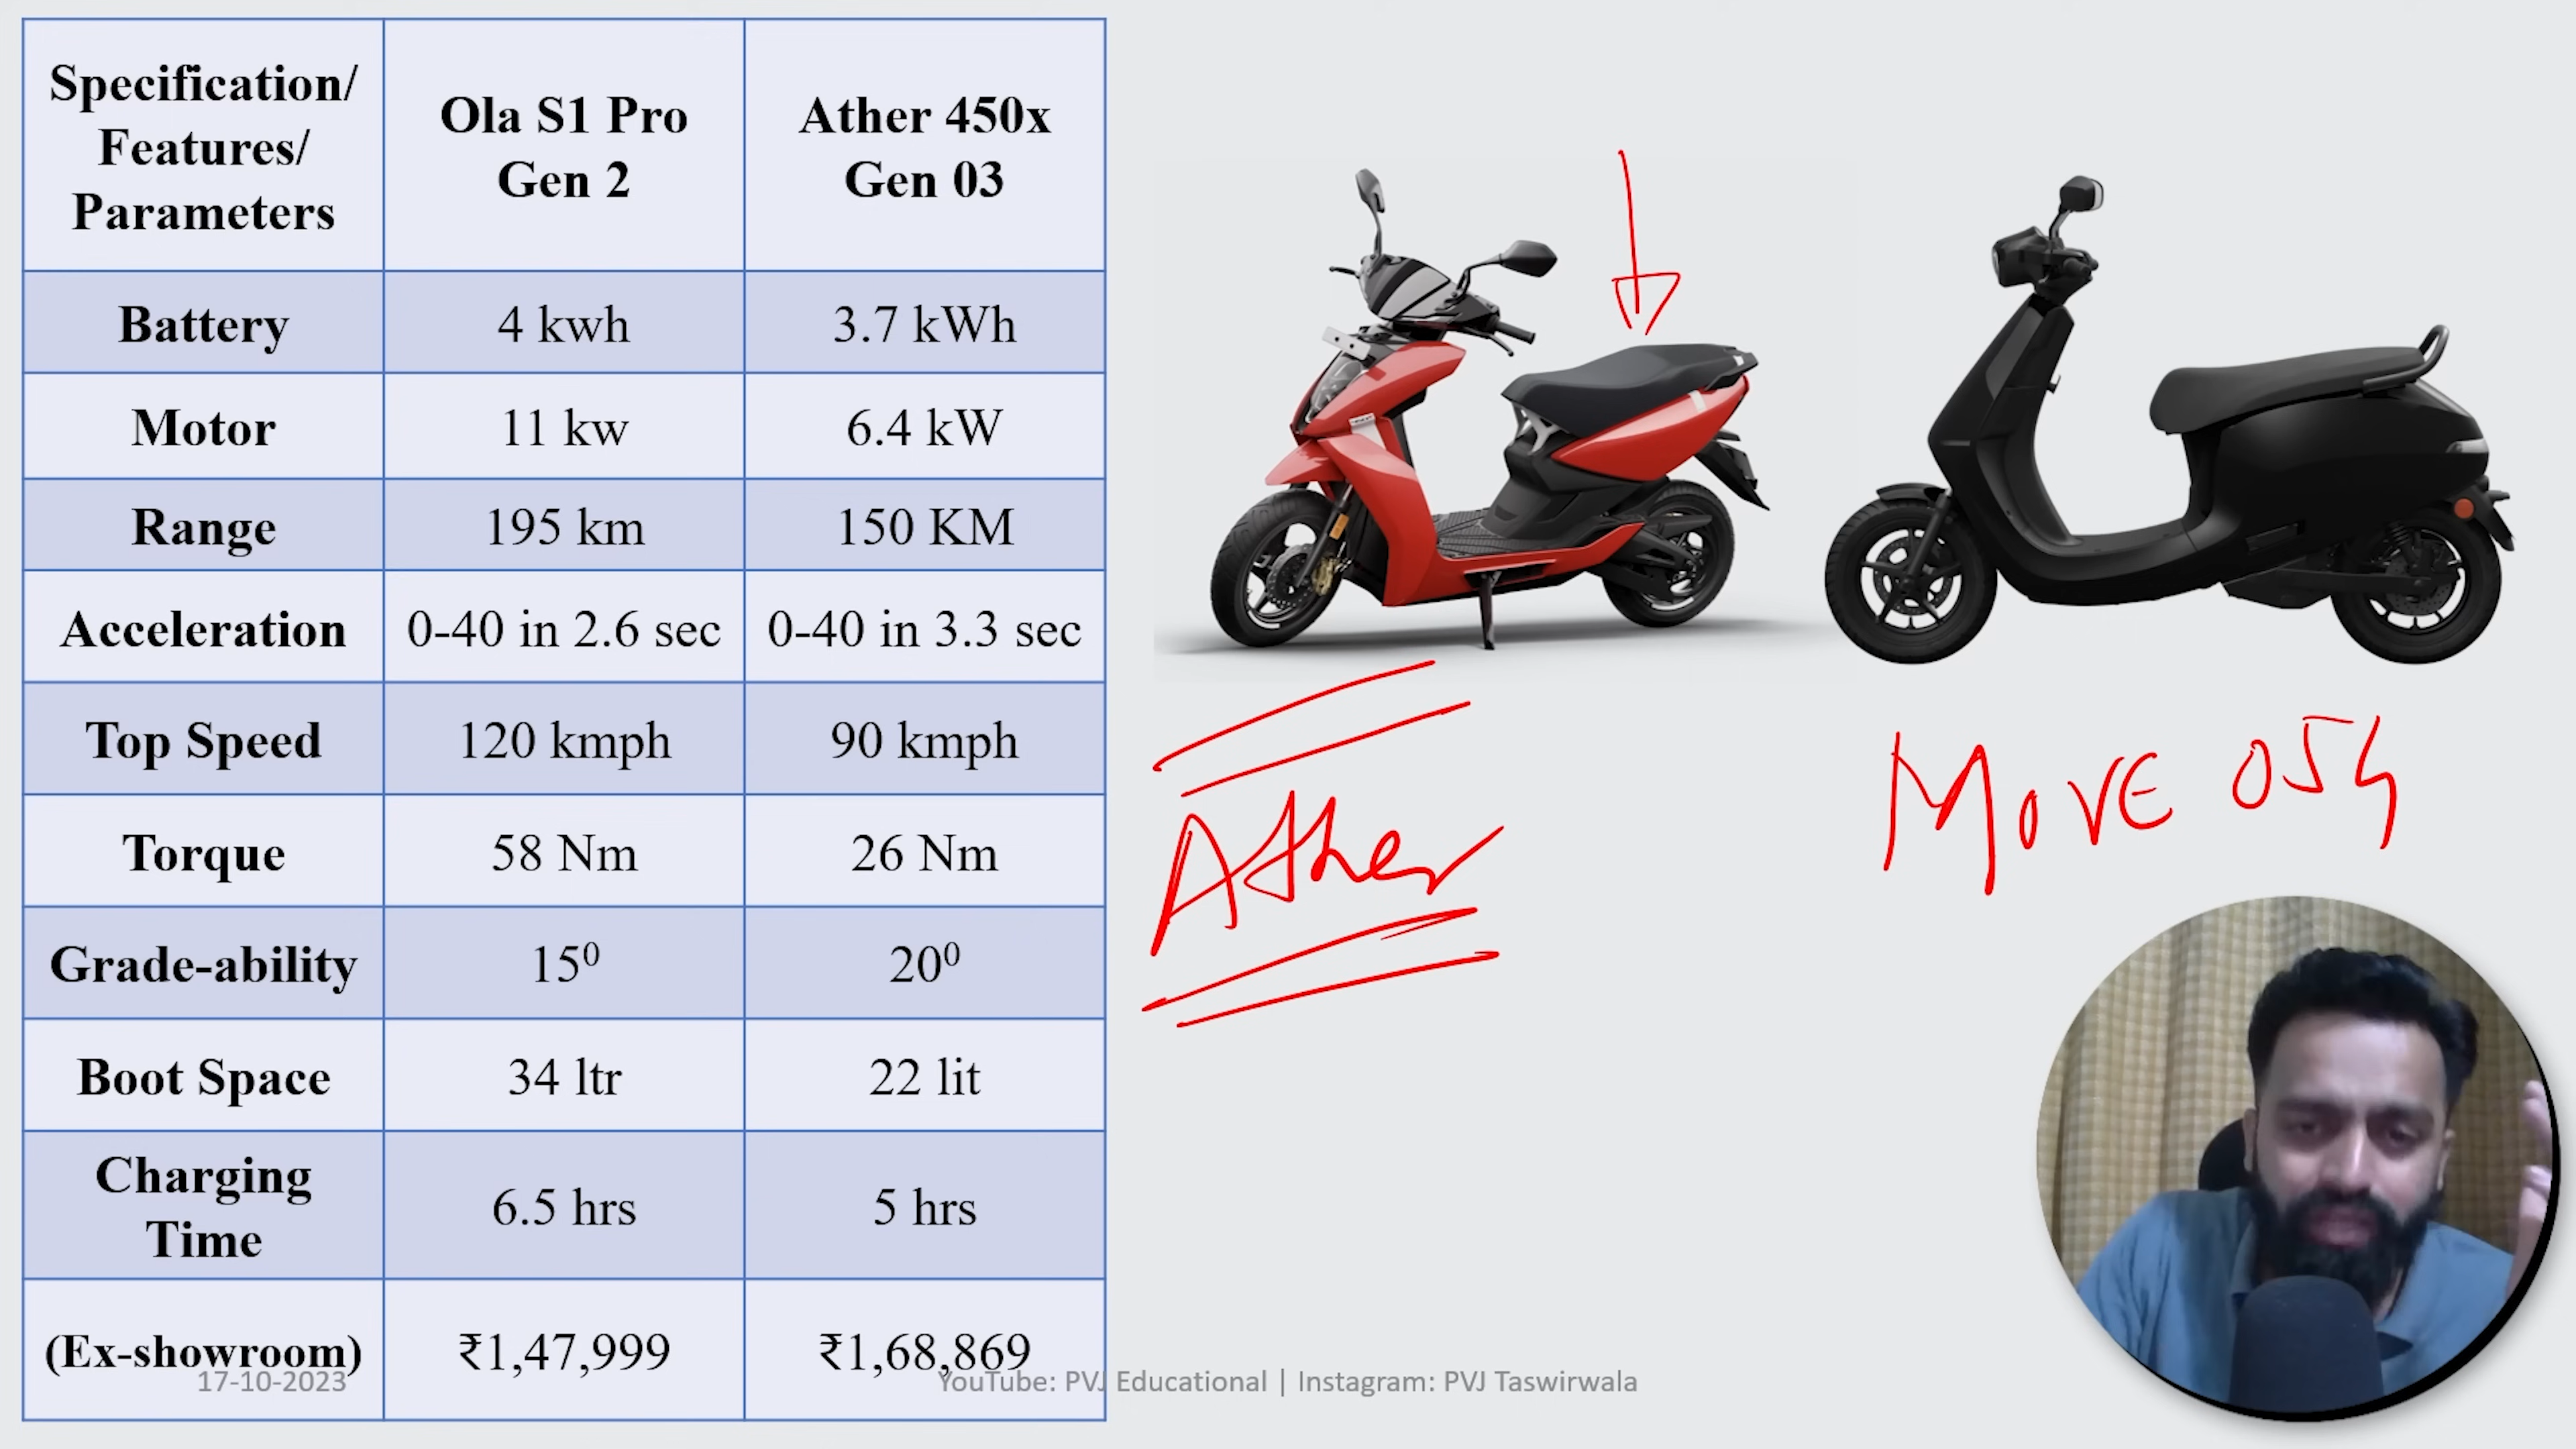 Specification/
Features/
Parameters
Ola S1 Pro
Gen 2
Ather 450x
Gen 03
Battery
4 kwh
3.7 kWh
Motor
11 kw
6.4 kW
Range
195 km
150 KM
Acceleration
0-40 in 2.6 sec
0-40 in 3.3 sec
Top Speed
120 kmph
90 kmph
Torque
58 Nm
26 Nm
Grade-ability
15⁰
20⁰
Boot Space
34 ltr
22 lit
Charging
Time
6.5 hrs
5 hrs
(Ex-showroom)
₹1,47,999
₹1,68,869
17-10-2023
YouTube: PVJ Educational | Instagram: PVJ Taswirwala
Ather
MOVE